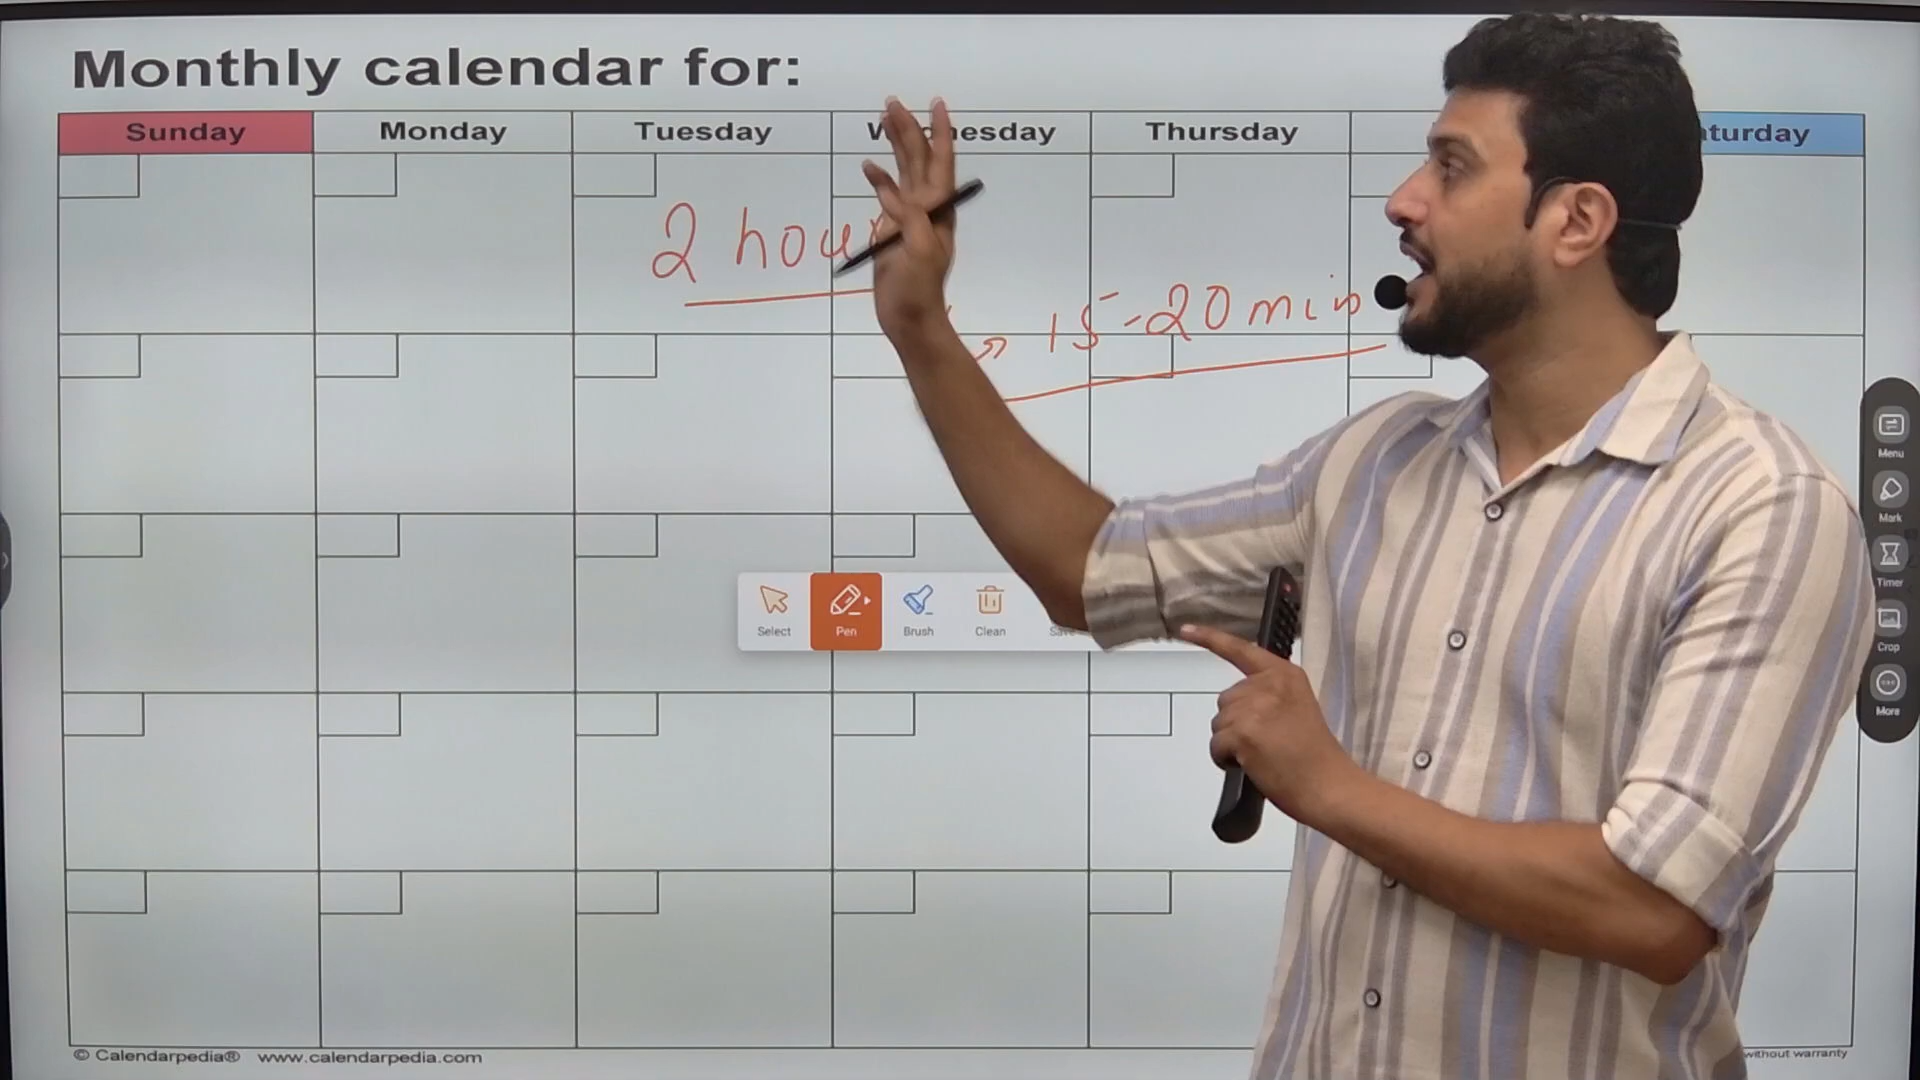 Monthly calendar for:
Sunday Monday Tuesday Thursday
2
15-20 min
Select Pen Brush Clean
Menu
Mark
Timer
Crop
More
© Calendarpedia® www.calendarpedia.com
without warranty